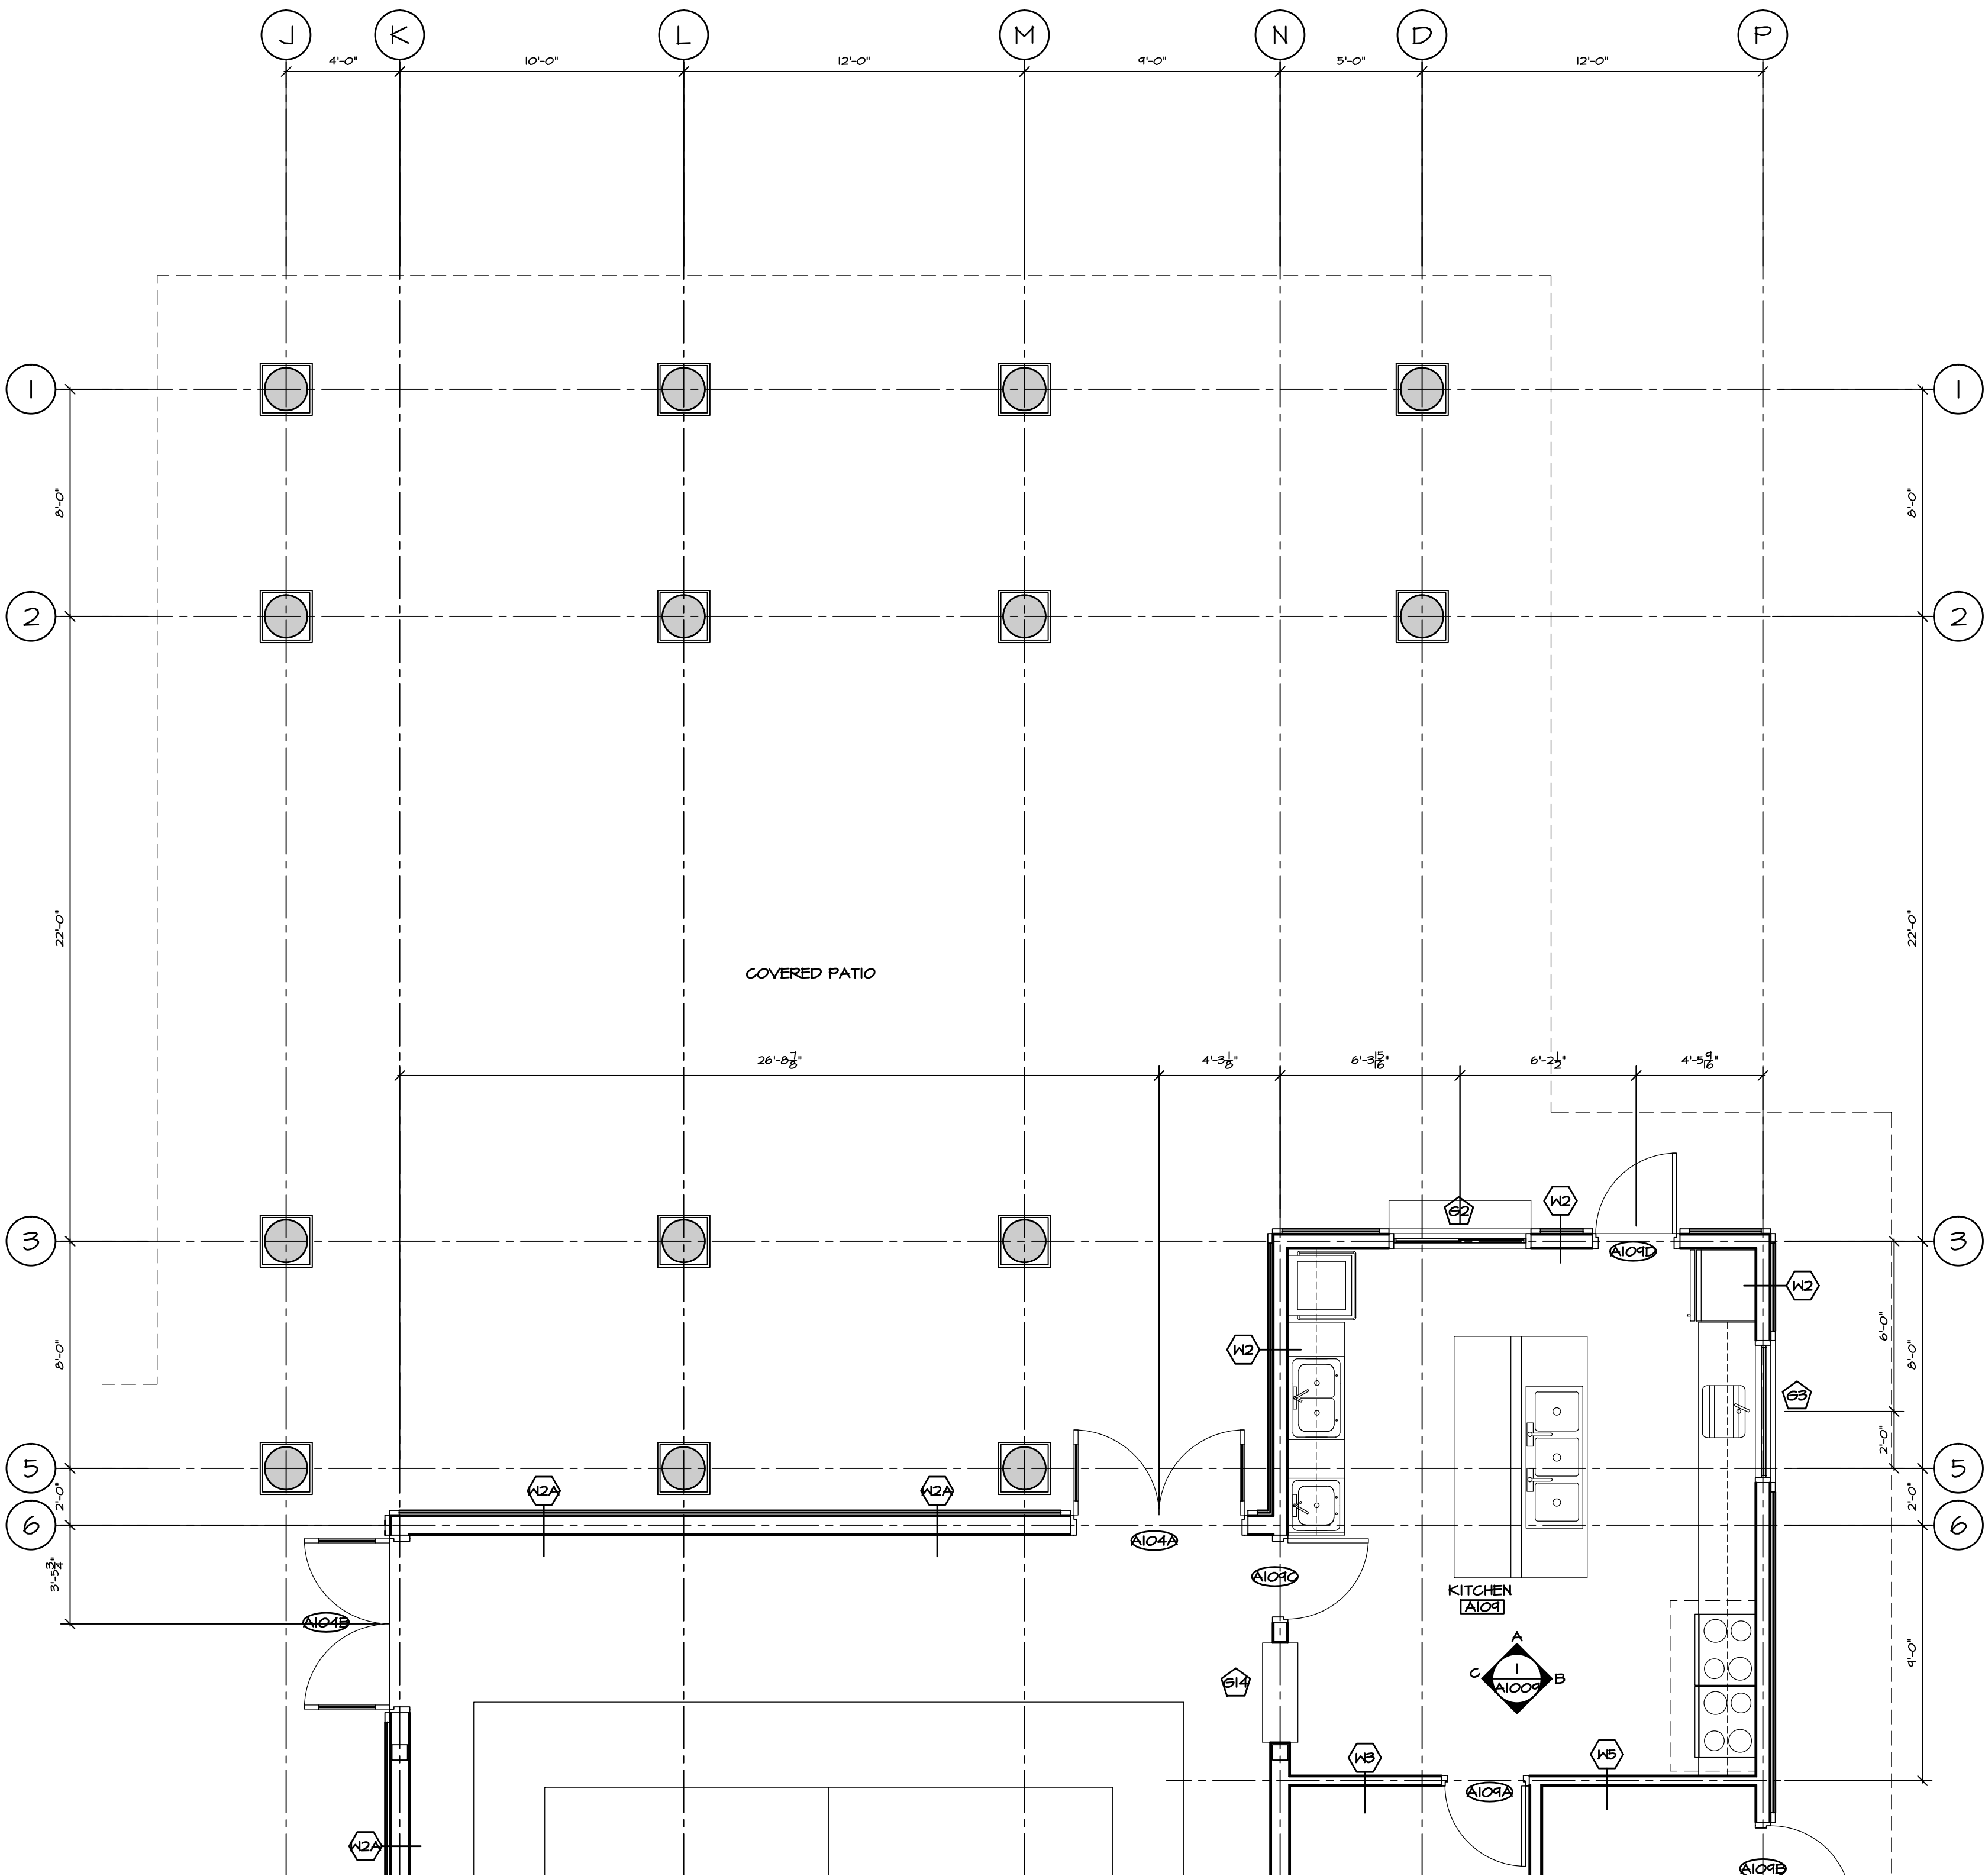 J K L M N D P
4'-0" 10'-0" 12'-0" 9'-0" 5'-0" 12'-0"
1 1
8'-0" 8'-0"
2 2
22'-0" 22'-0"
COVERED PATIO
26'-8 7/8" 4'-3 1/8" 6'-3 15/16" 6'-2 1/2" 4'-5 9/16"
G2 W2
3 A109D 3
W2
6'-0"
8'-0" W2 8'-0"
G3
2'-0"
5 5
W2A W2A
2'-0" 2'-0"
6 6
A104A
3'-5 3/4" A109C
KITCHEN
A109
A104B
A
9'-0"
C 1 B
G14 A1009
W3 W5
A109A
W2A
A109B